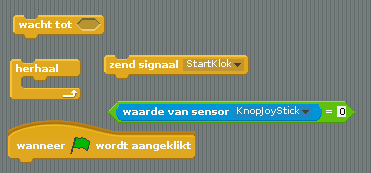 wacht tot
herhaal
zend signaal StartKlok
waarde van sensor KnopJoyStick = 0
wanneer wordt aangeklikt